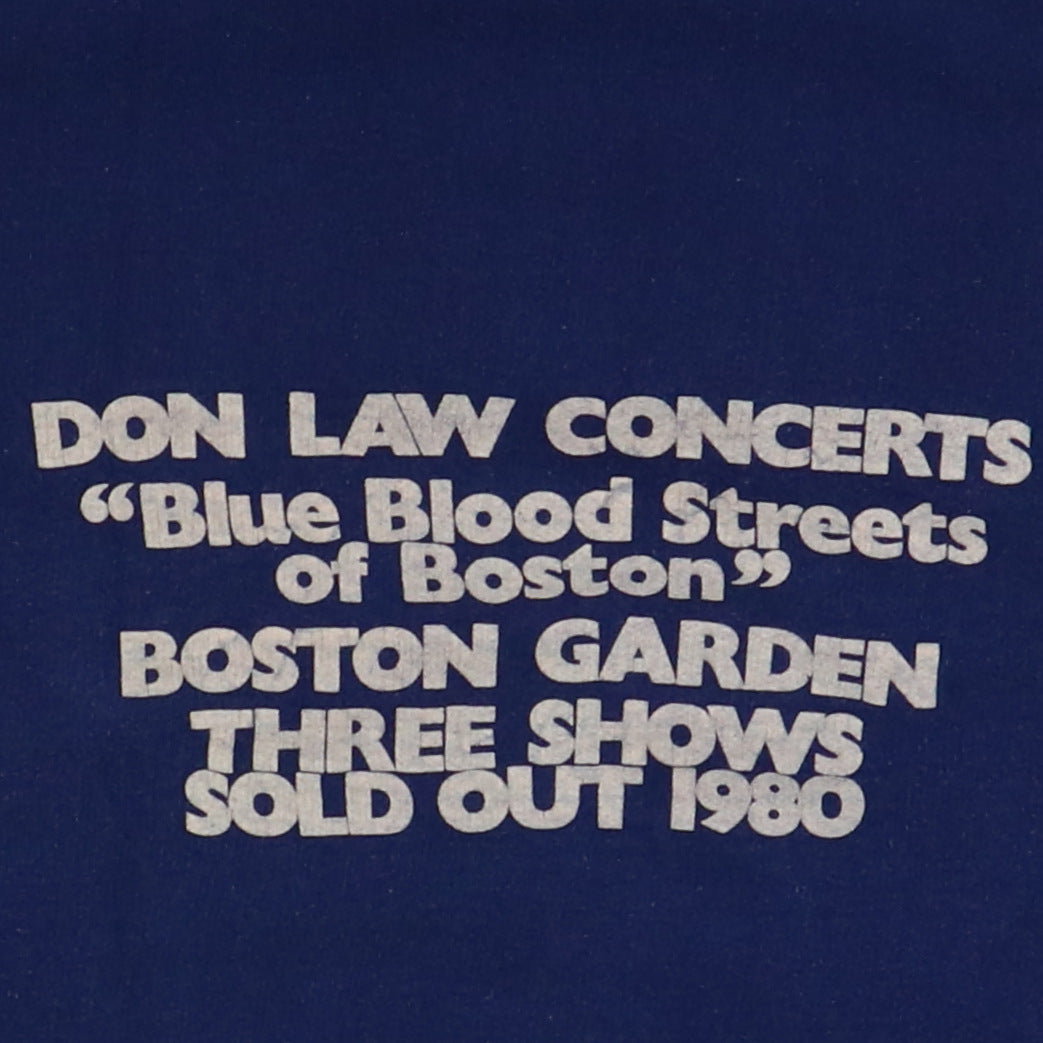 DON LAW CONCERTS
“Blue Blood Streets
of Boston”
BOSTON GARDEN
THREE SHOWS
SOLD OUT 1980